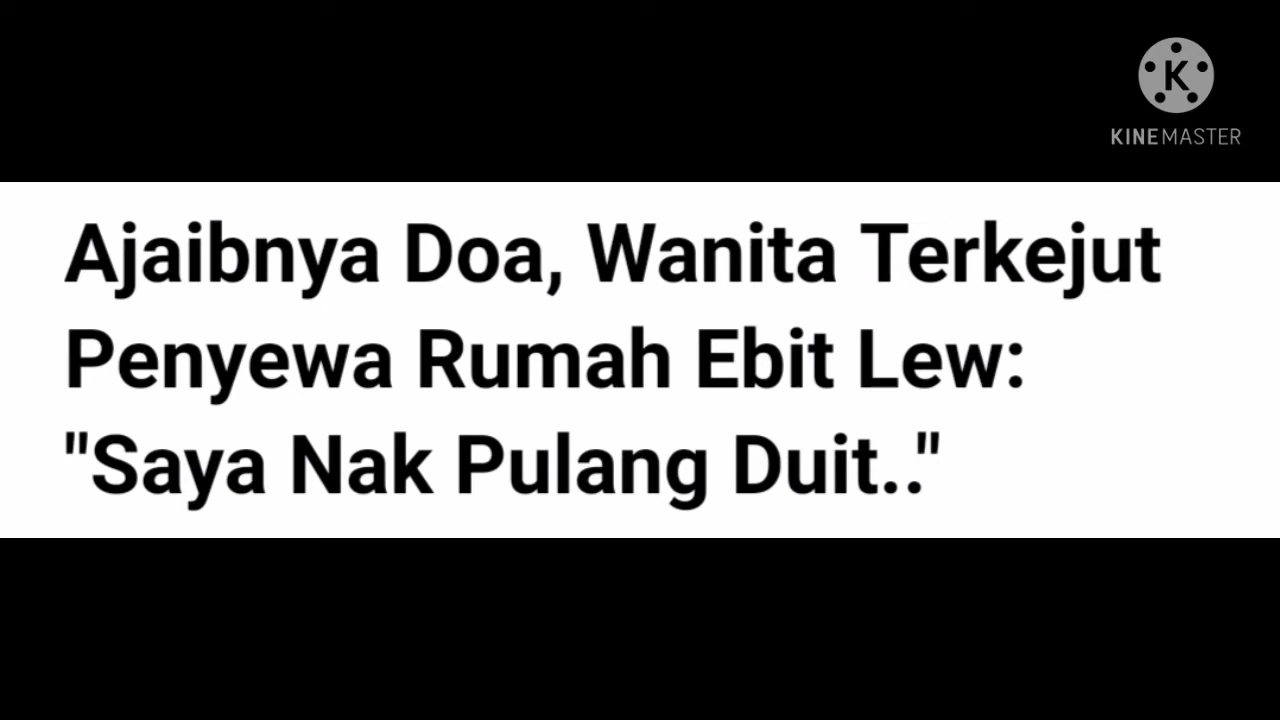 KINEMASTER
Ajaibnya Doa, Wanita Terkejut
Penyewa Rumah Ebit Lew:
"Saya Nak Pulang Duit.."